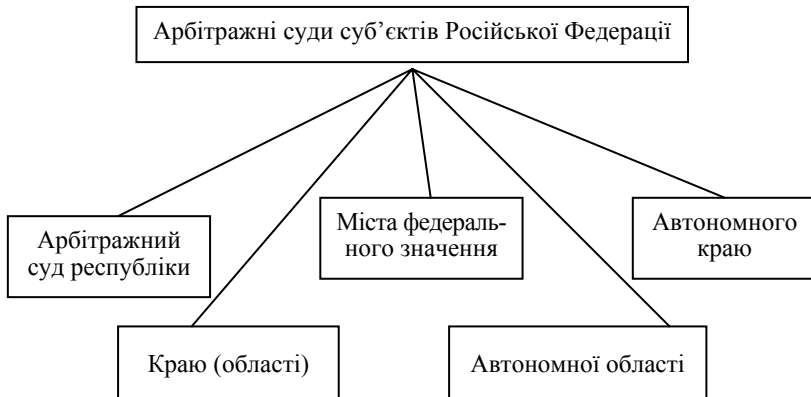 Арбітражні суди суб’єктів Російської Федерації
Арбітражний
суд республіки
Міста федераль-
ного значення
Автономного
краю
Краю (області)
Автономної області